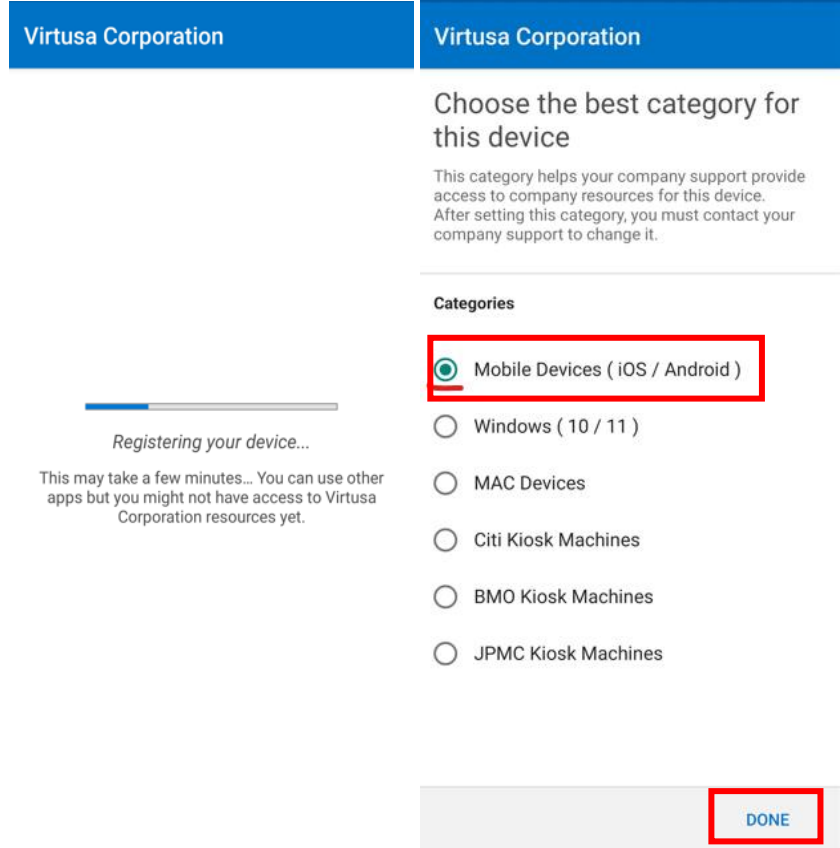 Virtusa Corporation
Registering your device...
This may take a few minutes... You can use other
apps but you might not have access to Virtusa
Corporation resources yet.
Virtusa Corporation
Choose the best category for
this device
This category helps your company support provide
access to company resources for this device.
After setting this category, you must contact your
company support to change it.
Categories
Mobile Devices ( iOS / Android )
Windows ( 10 / 11 )
MAC Devices
Citi Kiosk Machines
BMO Kiosk Machines
JPMC Kiosk Machines
DONE